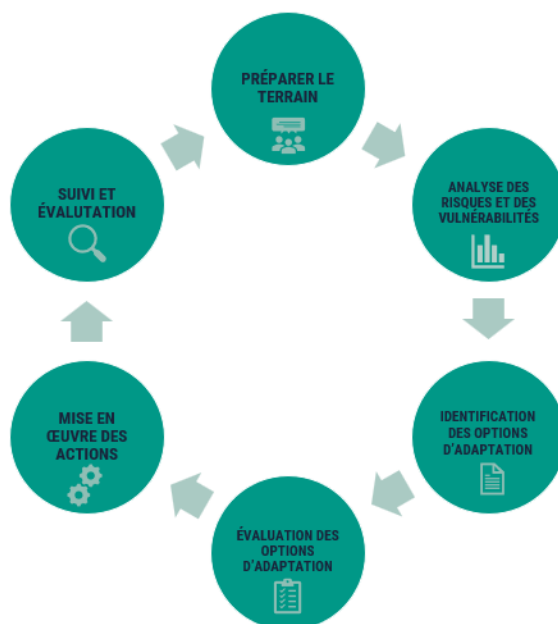 PRÉPARER LE
TERRAIN
ANALYSE DES
RISQUES ET DES
VULNÉRABILITÉS
IDENTIFICATION
DES OPTIONS
D'ADAPTATION
ÉVALUATION DES
OPTIONS
D'ADAPTATION
MISE EN
ŒUVRE DES
ACTIONS
SUIVI ET
ÉVALUTATION